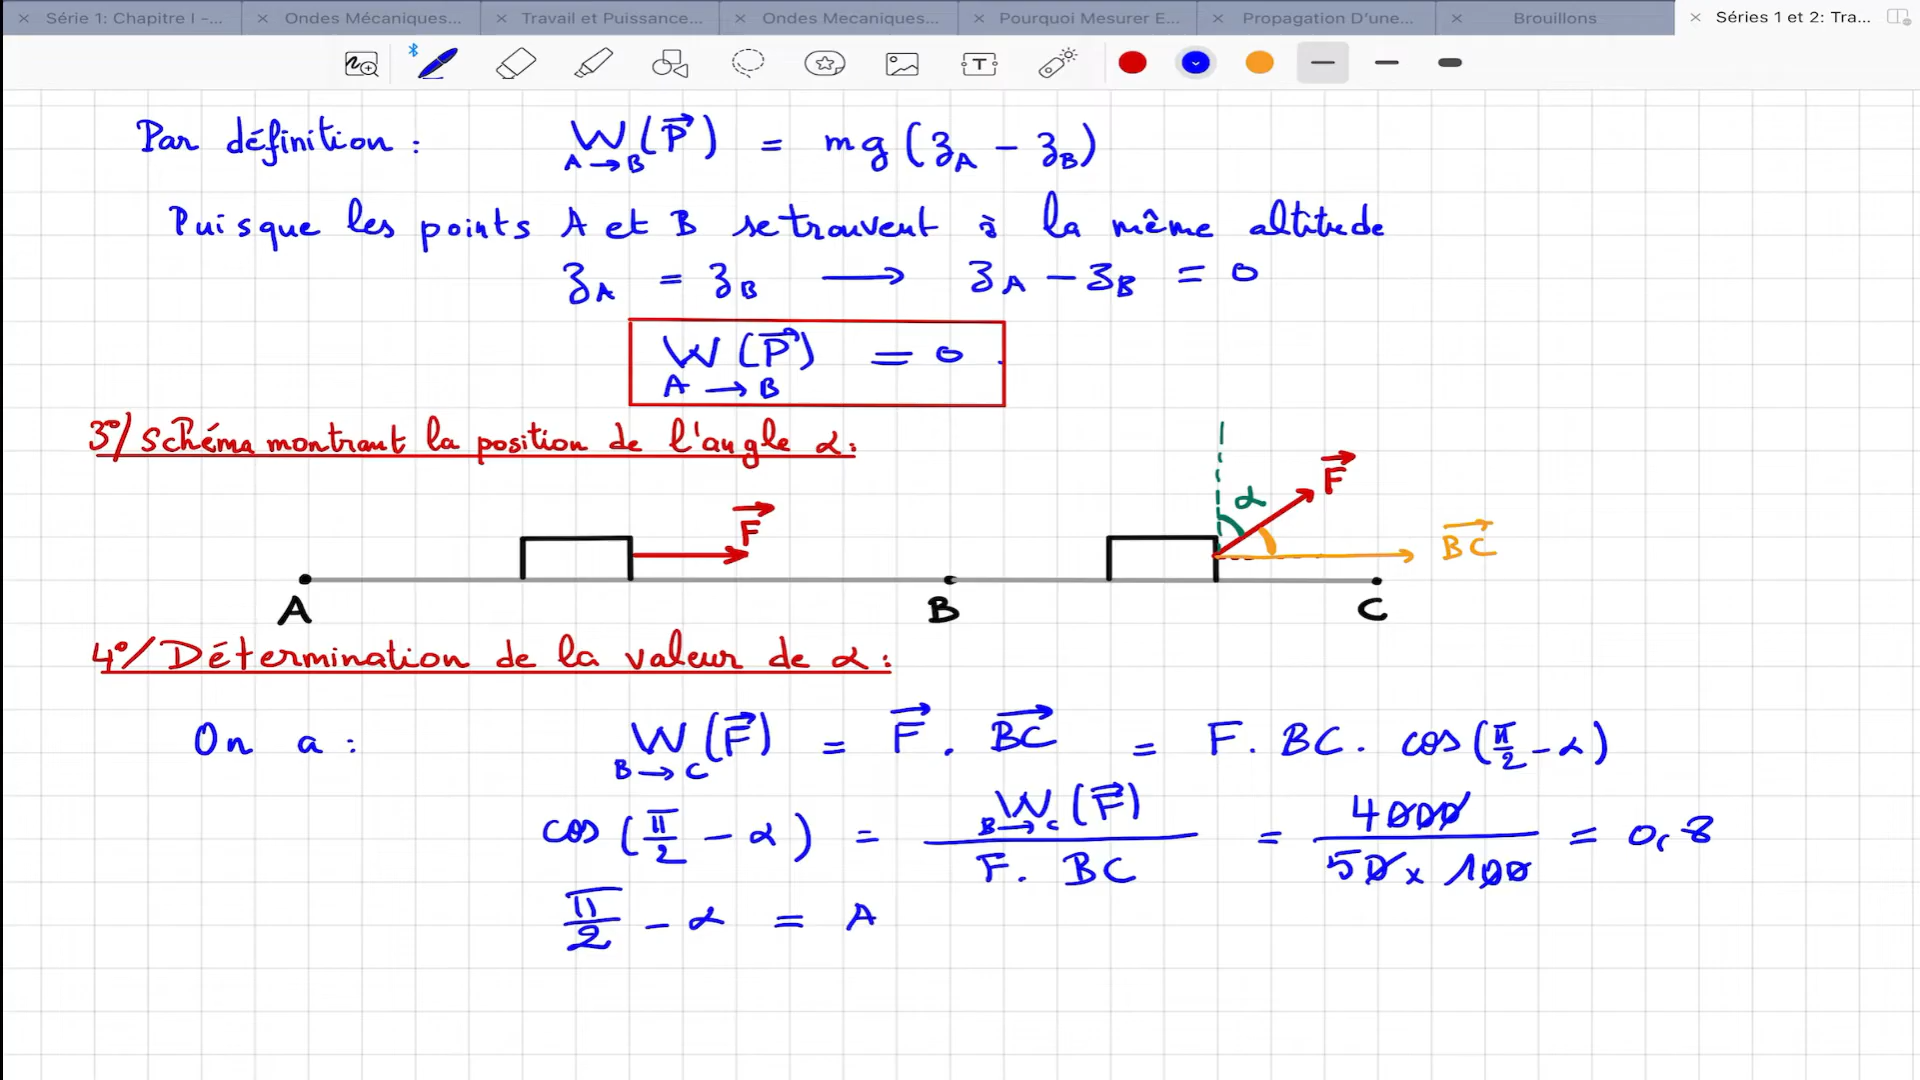 Série 1: Chapitre I -... Ondes Mécaniques... Travail et Puissance... Ondes Mecaniques... Pourquoi Mesurer E... Propagation D'une... Brouillons Séries 1 et 2: Tra...
Par définition : W A→B (P⃗) = mg (zA - zB)
Puisque les points A et B se trouvent à la même altitude
zA = zB → zA - zB = 0
W A→B (P⃗) = 0.
3°/ Schéma montrant la position de l'angle α:
F⃗ α F⃗ BC⃗
A B C
4°/ Détermination de la valeur de α:
On a : W B→C (F⃗) = F⃗ . BC⃗ = F. BC. cos(π/2 - α)
cos (π/2 - α) = W B→C (F⃗) / F. BC = 4000 / 50 x 100 = 0,8
π/2 - α = A